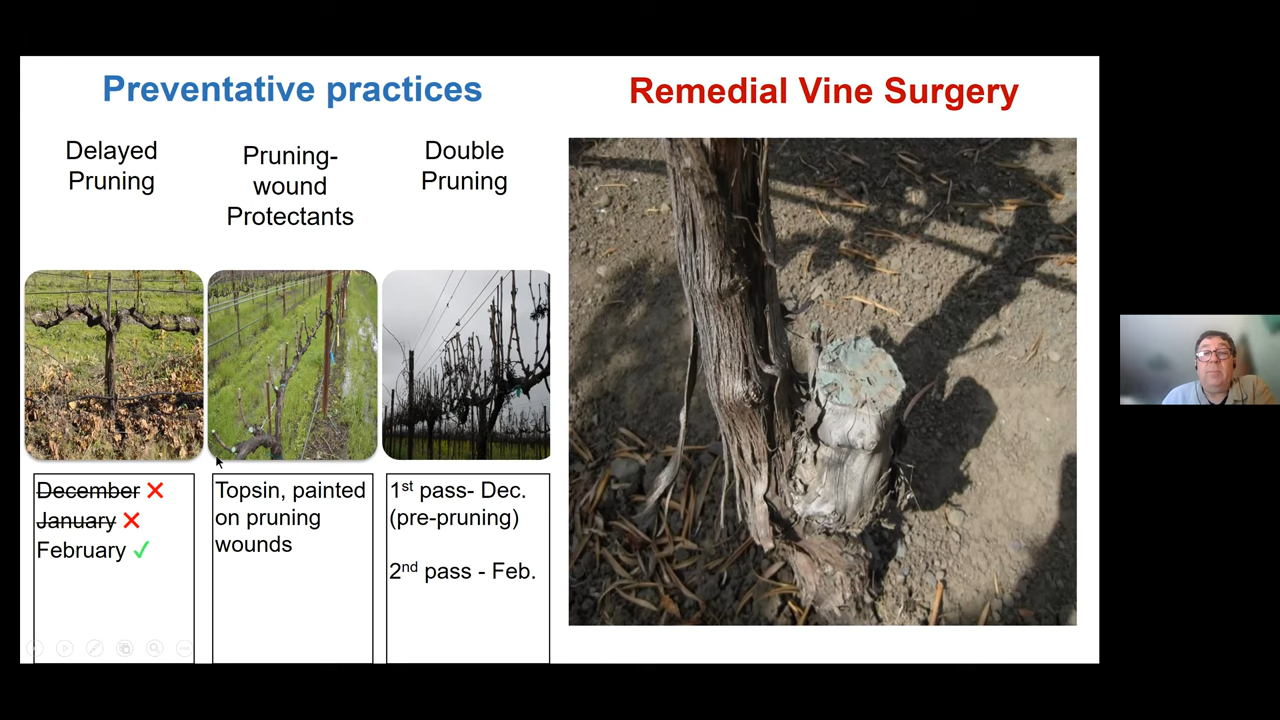 Preventative practices
Remedial Vine Surgery
Delayed
Pruning
Pruning-
wound
Protectants
Double
Pruning
December ❌
January ❌
February ✓
Topsin, painted
on pruning
wounds
1st pass- Dec.
(pre-pruning)
2nd pass - Feb.